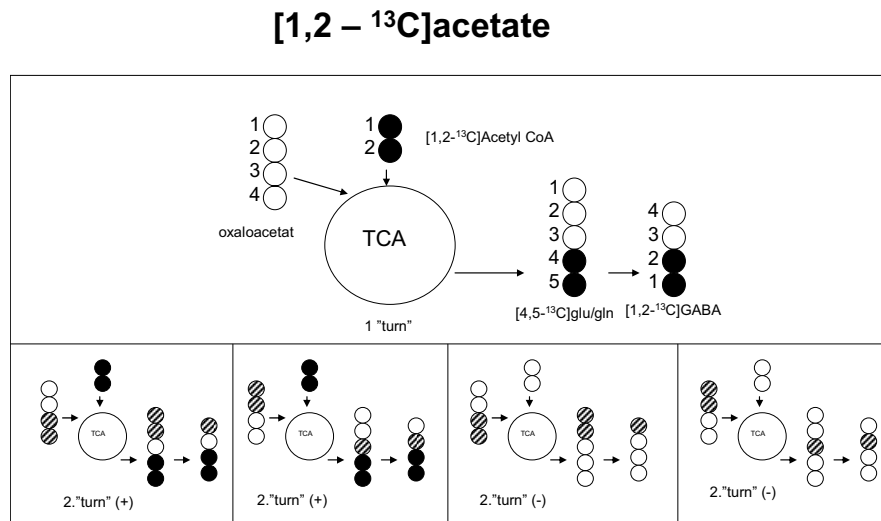 [1,2 – ¹³C]acetate
1
2
3
4
oxaloacetat
1
2
[1,2-¹³C]Acetyl CoA
TCA
1 ”turn”
1
2
3
4
5
[4,5-¹³C]glu/gln
4
3
2
1
[1,2-¹³C]GABA
TCA
2.”turn” (+)
TCA
2.”turn” (+)
TCA
2.”turn” (-)
TCA
2.”turn” (-)